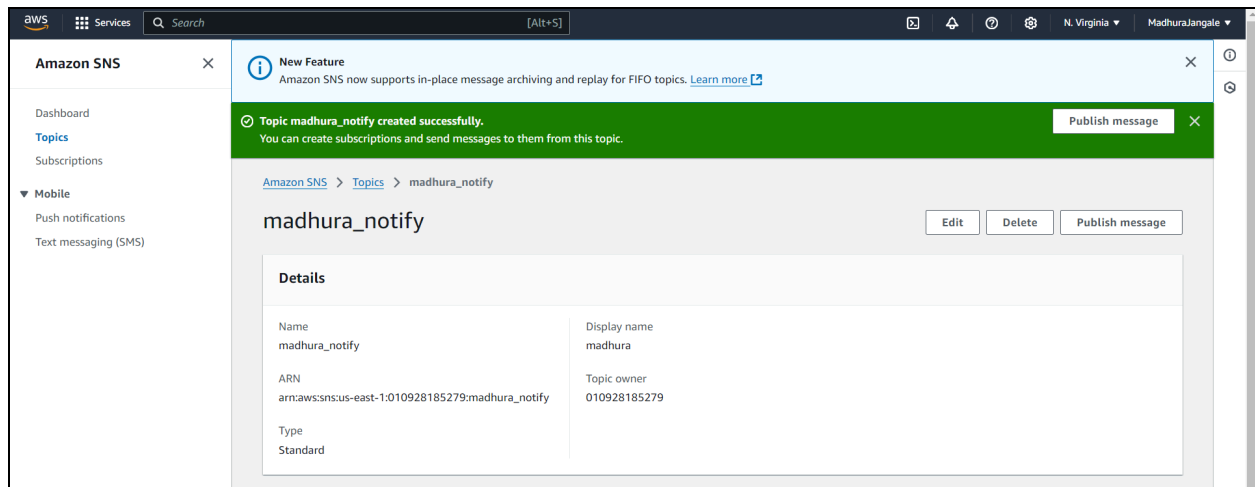 aws
Services
Search
[Alt+S]
N. Virginia
MadhuraJangale
Amazon SNS
Dashboard
Topics
Subscriptions
Mobile
Push notifications
Text messaging (SMS)
New Feature
Amazon SNS now supports in-place message archiving and replay for FIFO topics. Learn more
Topic madhura_notify created successfully.
You can create subscriptions and send messages to them from this topic.
Publish message
Amazon SNS > Topics > madhura_notify
madhura_notify
Edit
Delete
Publish message
Details
Name
madhura_notify
ARN
arn:aws:sns:us-east-1:010928185279:madhura_notify
Type
Standard
Display name
madhura
Topic owner
010928185279